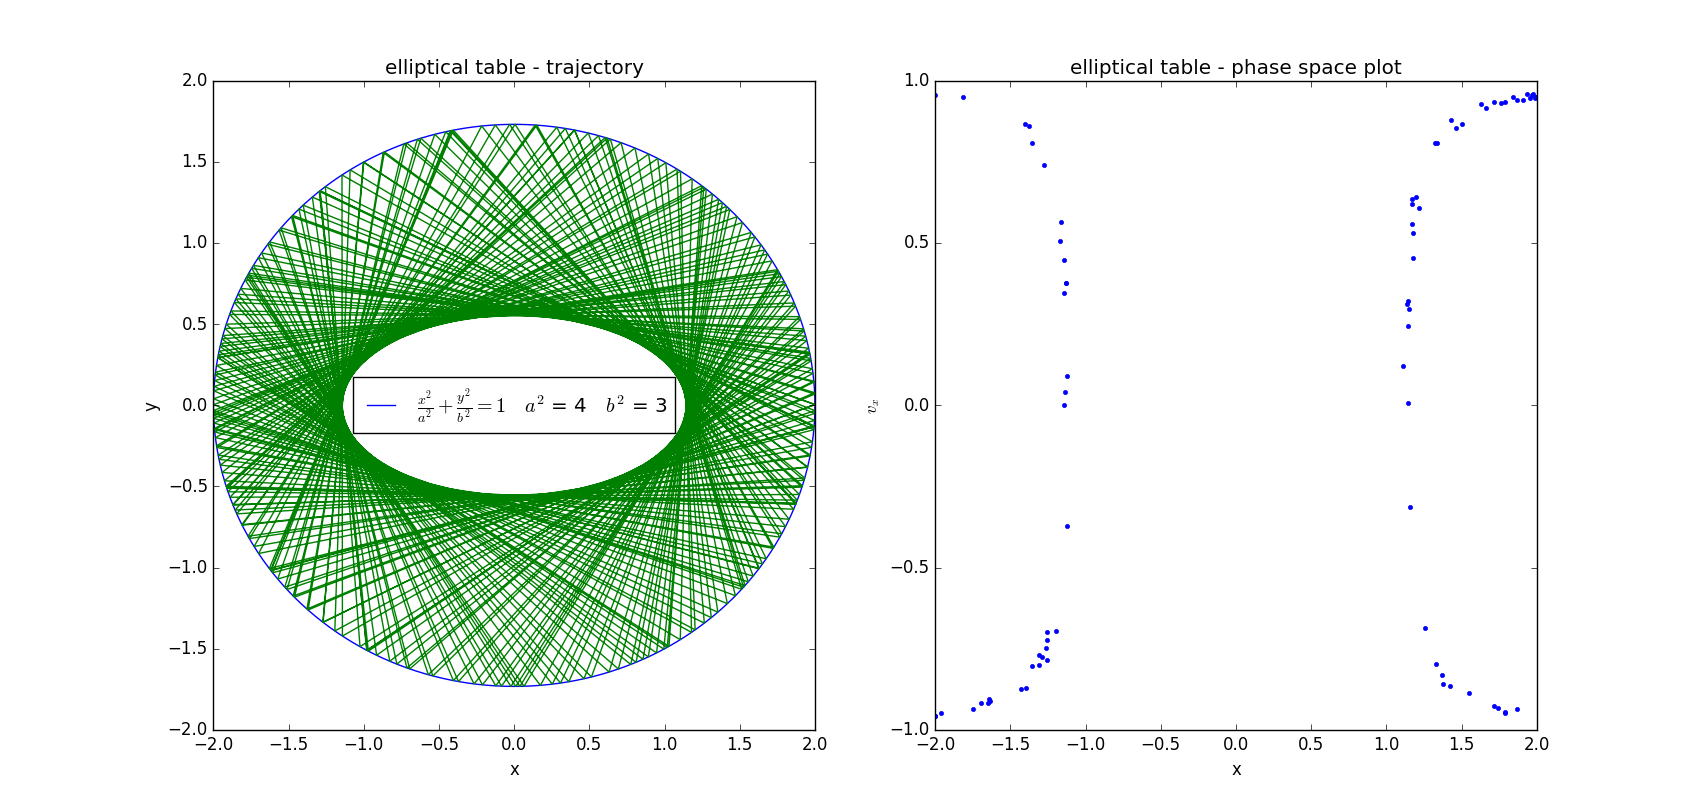 elliptical table - trajectory
2.0
1.5
1.0
0.5
0.0
−0.5
−1.0
−1.5
−2.0
y
x²/a² + y²/b² = 1 a² = 4 b² = 3
−2.0 −1.5 −1.0 −0.5 0.0 0.5 1.0 1.5 2.0
x
elliptical table - phase space plot
1.0
0.5
0.0
−0.5
−1.0
vₓ
−2.0 −1.5 −1.0 −0.5 0.0 0.5 1.0 1.5 2.0
x